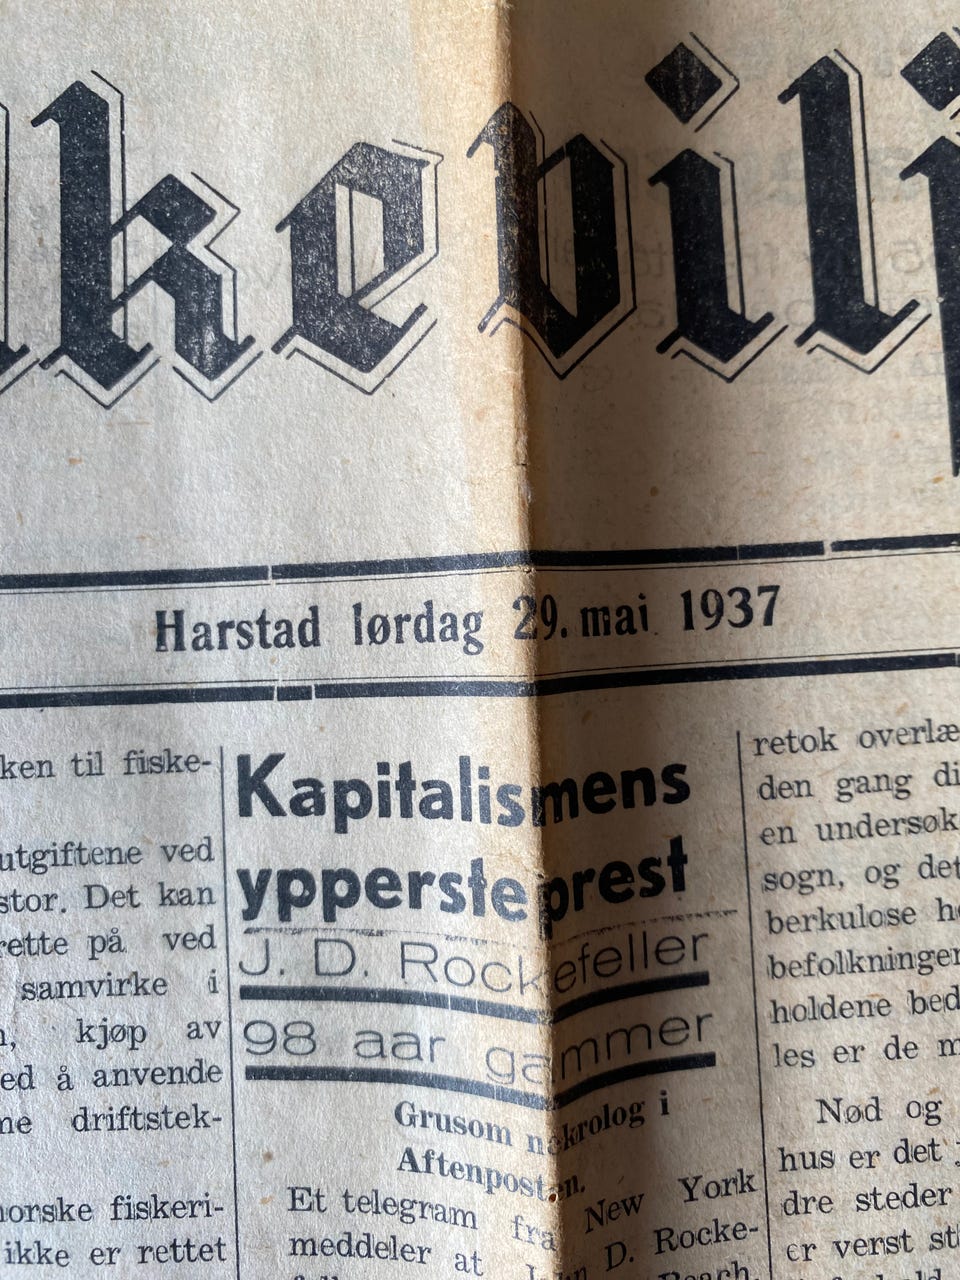 kevilj
Harstad lørdag 29. mai 1937
ken til fiske-
utgiftene ved
stor. Det kan
rette på ved
samvirke i
kjøp av
ed å anvende
ne driftstek-
norske fiskeri-
ikke er rettet
Kapitalismens
ypperste prest
J. D. Rockefeller
98 aar gammer
Grusom nekrolog i
Aftenposten.
Et telegram fra New York
meddeler at John D. Rocke-
Beach,
retok overlæ
den gang di
en undersøk
sogn, og det
berkulose he
befolkningen
holdene bed
les er de m
Nød og
hus er det
dre steder
er verst st